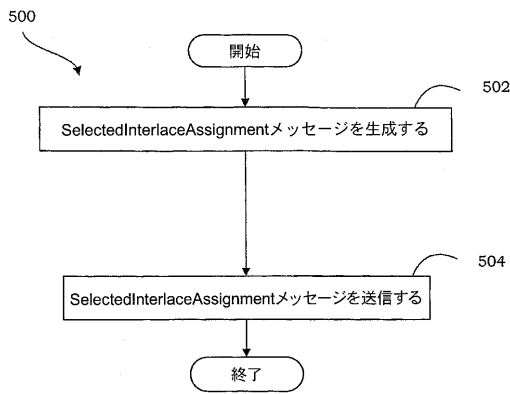 500
開始
502
SelectedInterlaceAssignmentメッセージを生成する
504
SelectedInterlaceAssignmentメッセージを送信する
終了